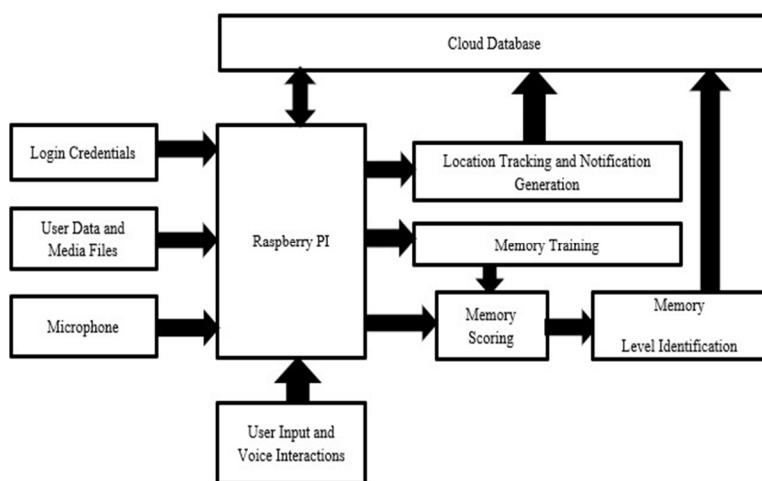 Cloud Database
Login Credentials
Location Tracking and Notification
Generation
User Data and
Media Files
Raspberry PI
Memory Training
Microphone
Memory
Scoring
Memory
Level Identification
User Input and
Voice Interactions